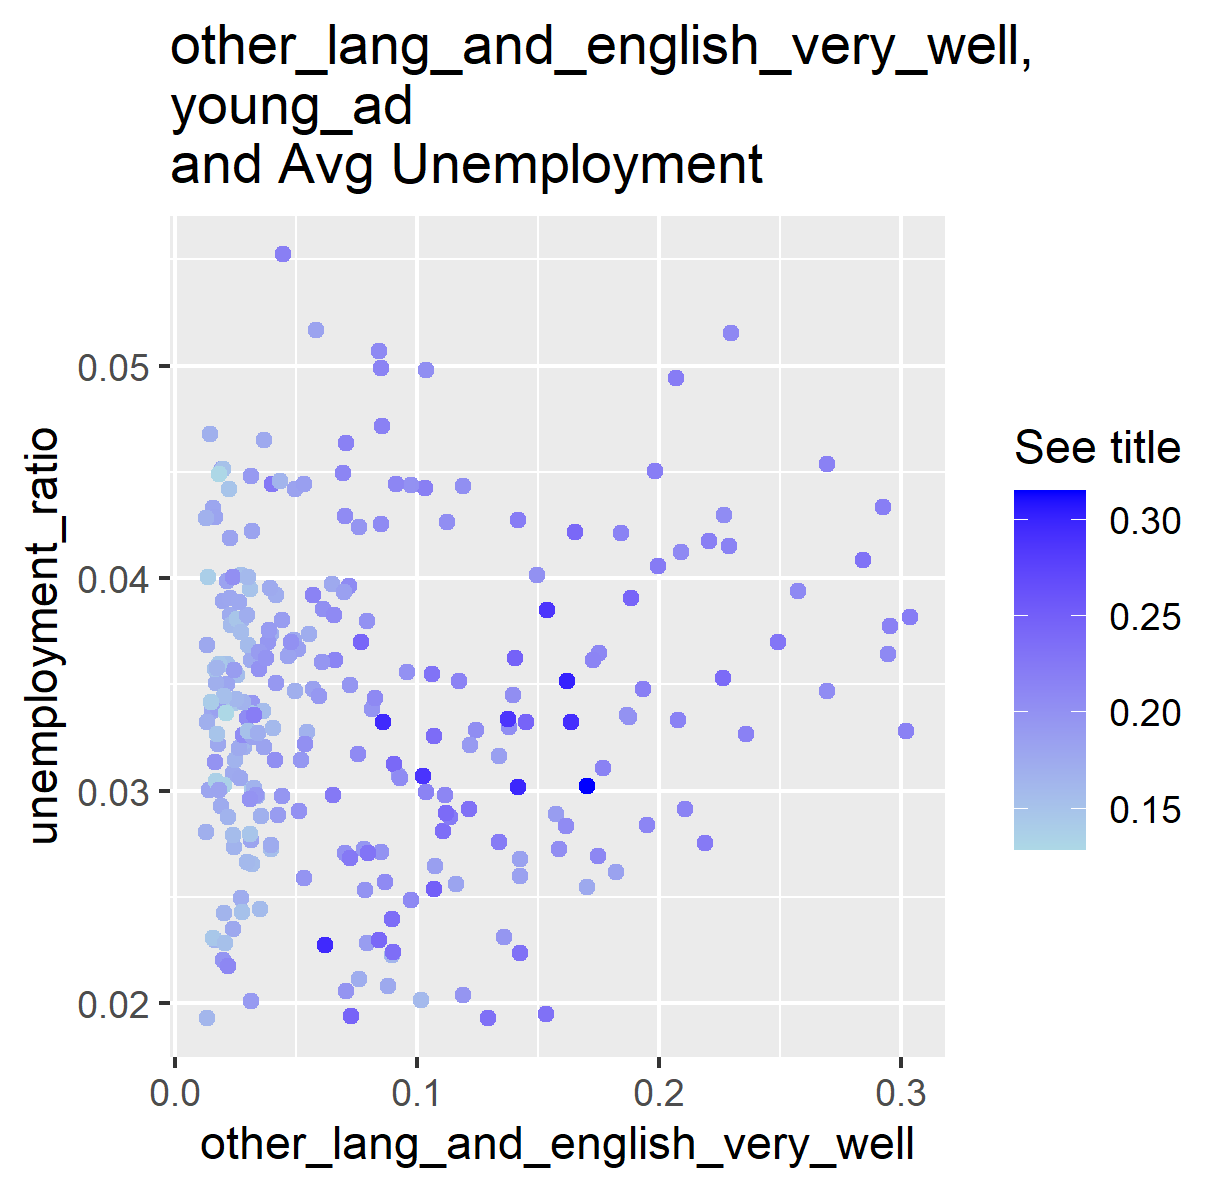 other_lang_and_english_very_well,
young_ad
and Avg Unemployment
unemployment_ratio
0.05
0.04
0.03
0.02
0.0
0.1
0.2
0.3
other_lang_and_english_very_well
See title
0.30
0.25
0.20
0.15